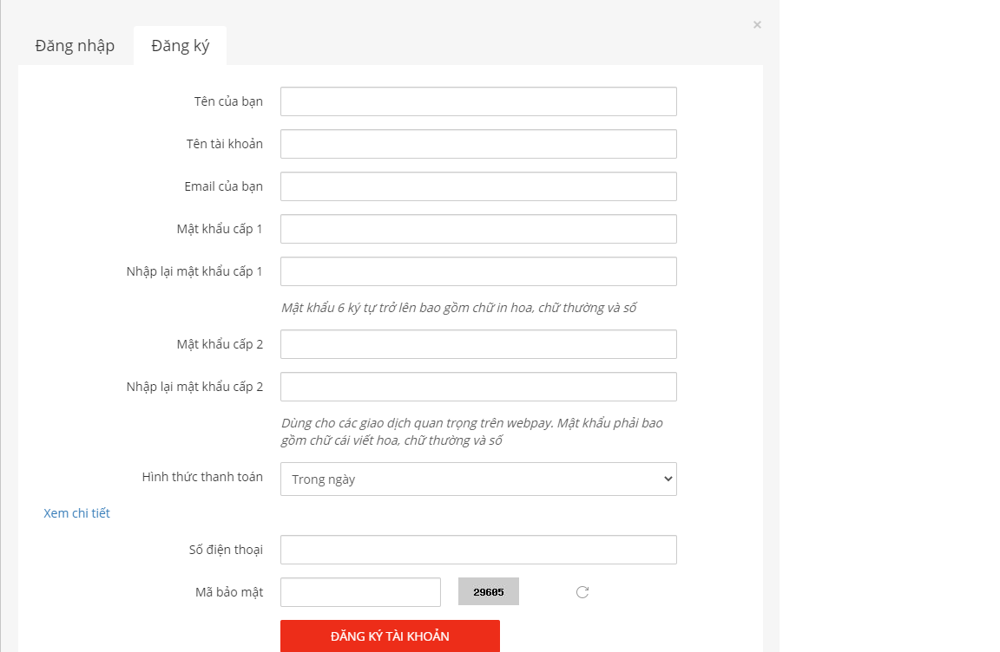 Đăng nhập
Đăng ký
×
Tên của bạn
Tên tài khoản
Email của bạn
Mật khẩu cấp 1
Nhập lại mật khẩu cấp 1
Mật khẩu 6 ký tự trở lên bao gồm chữ in hoa, chữ thường và số
Mật khẩu cấp 2
Nhập lại mật khẩu cấp 2
Dùng cho các giao dịch quan trọng trên webpay. Mật khẩu phải bao
gồm chữ cái viết hoa, chữ thường và số
Hình thức thanh toán
Trong ngày
Xem chi tiết
Số điện thoại
Mã bảo mật
29605
ĐĂNG KÝ TÀI KHOẢN